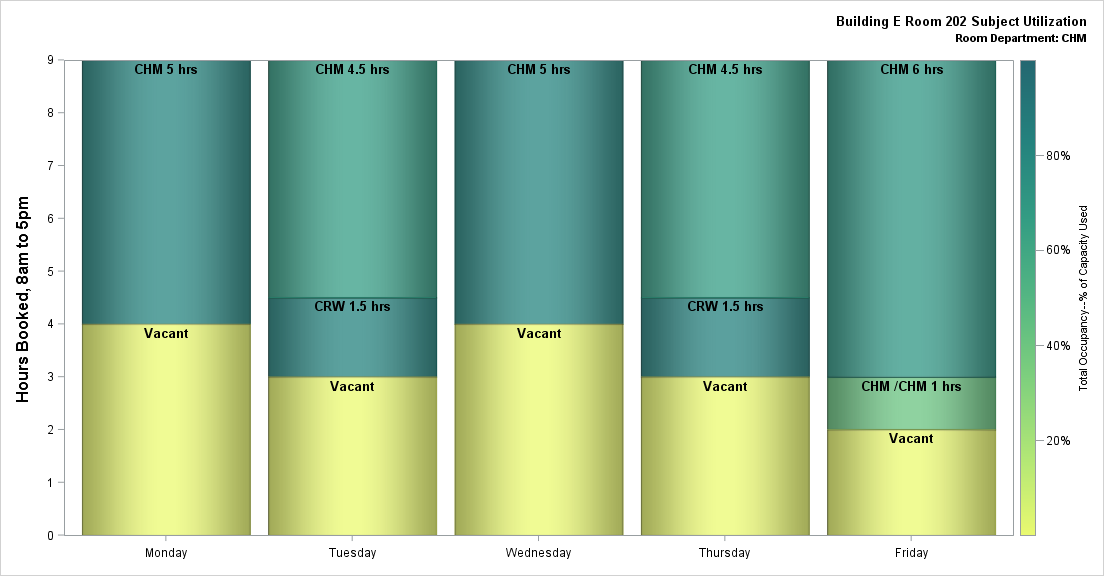 Building E Room 202 Subject Utilization
Room Department: CHM
Hours Booked, 8am to 5pm
9
8
7
6
5
4
3
2
1
0
CHM 5 hrs
Vacant
CHM 4.5 hrs
CRW 1.5 hrs
Vacant
CHM 5 hrs
Vacant
CHM 4.5 hrs
CRW 1.5 hrs
Vacant
CHM 6 hrs
CHM /CHM 1 hrs
Vacant
Monday
Tuesday
Wednesday
Thursday
Friday
80%
60%
40%
20%
Total Occupancy--% of Capacity Used